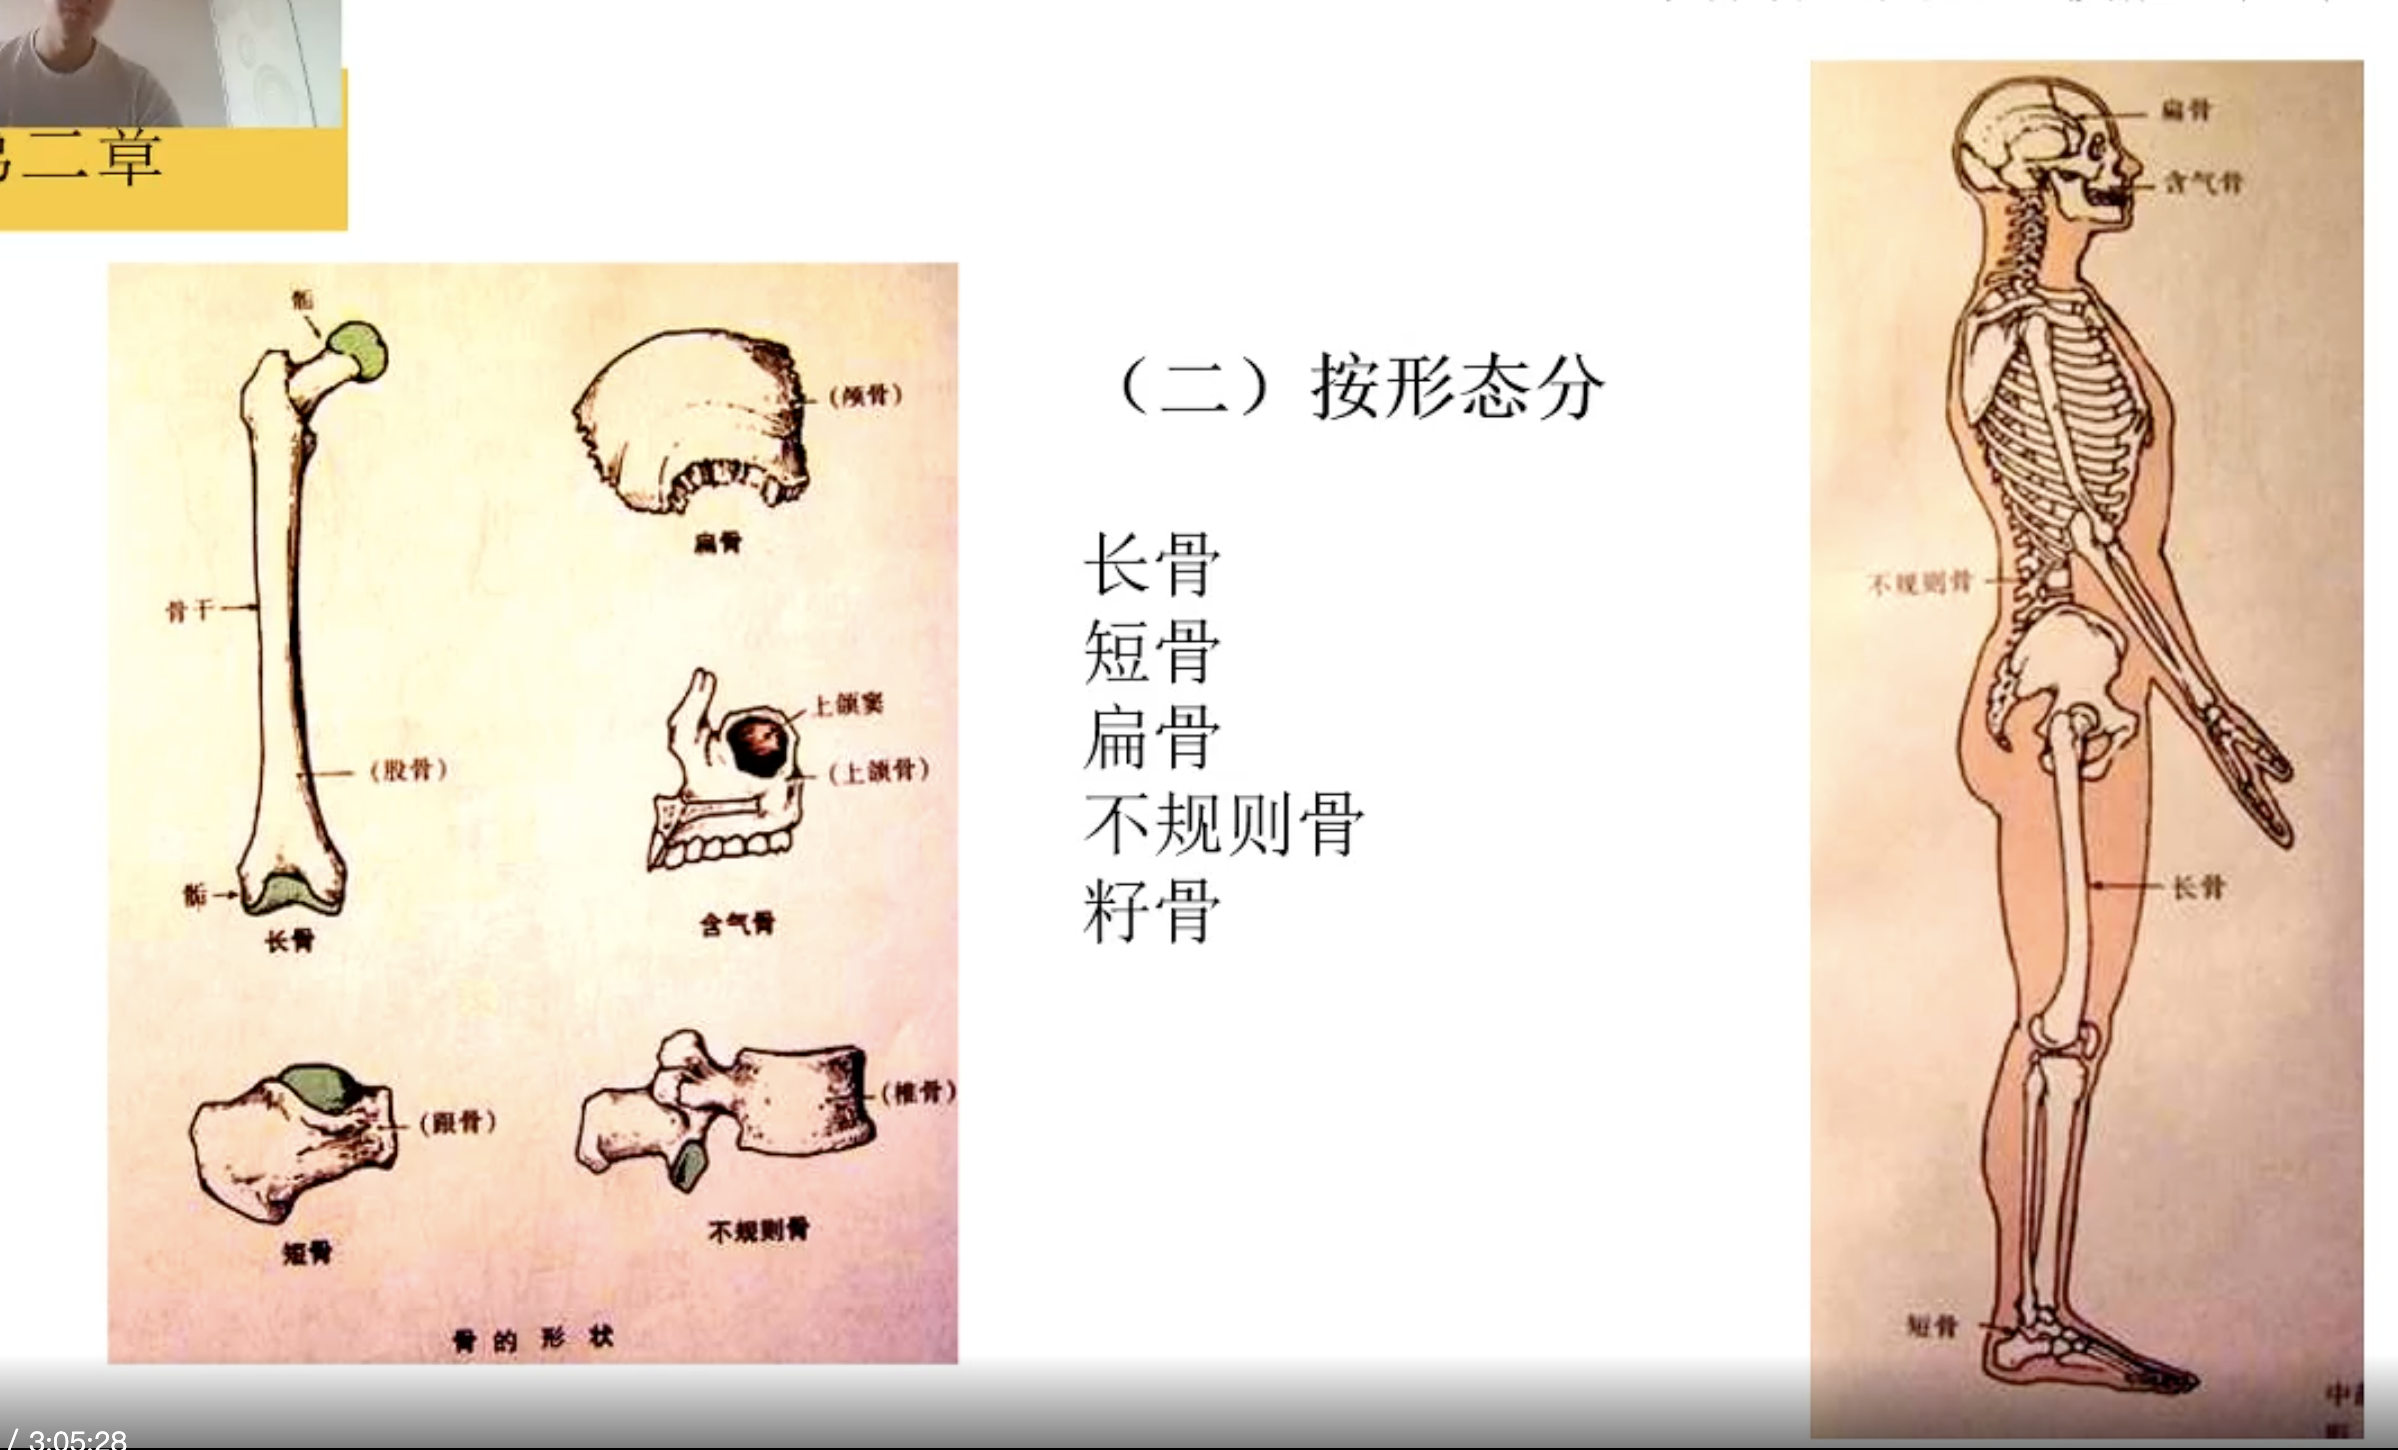 第二章
骺
(颅骨)
扁骨
骨干
(股骨)
骺
长骨
上颌窦
(上颌骨)
含气骨
(跟骨)
短骨
(椎骨)
不规则骨
骨的形状
(二)按形态分
长骨
短骨
扁骨
不规则骨
籽骨
扁骨
含气骨
不规则骨
长骨
短骨
/ 3:05:28